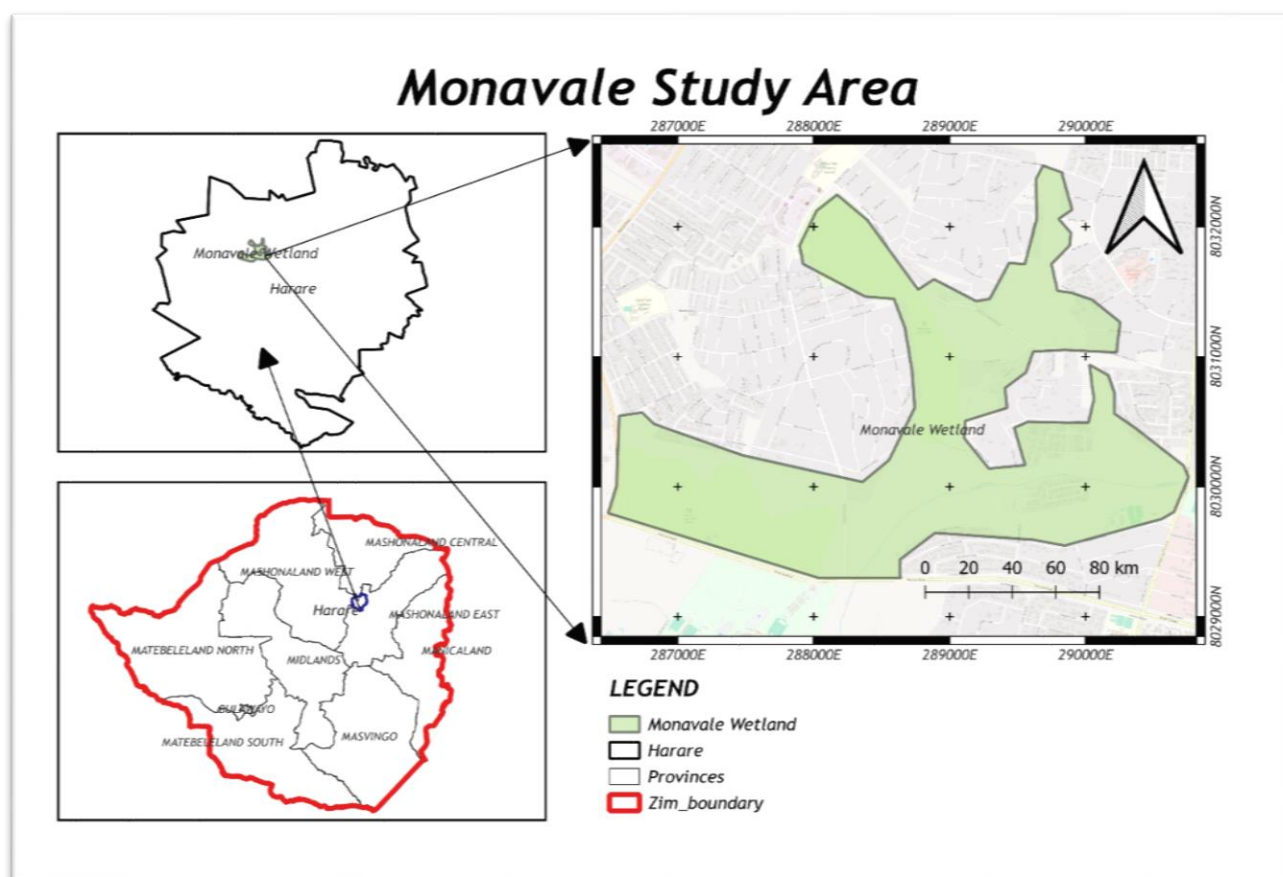 Monavale Study Area
Monavale Wetland
Harare
MASHONALAND CENTRAL
MASHONALAND WEST
Harare
MASHONALAND EAST
MATEBELELAND NORTH
MANICALAND
MIDLANDS
BULAWAYO
MATEBELELAND SOUTH
MASVINGO
287000E 288000E 289000E 290000E
8032000N
8031000N
8030000N
8029000N
Monavale Wetland
0 20 40 60 80 km
287000E 288000E 289000E 290000E
LEGEND
Monavale Wetland
Harare
Provinces
Zim_boundary